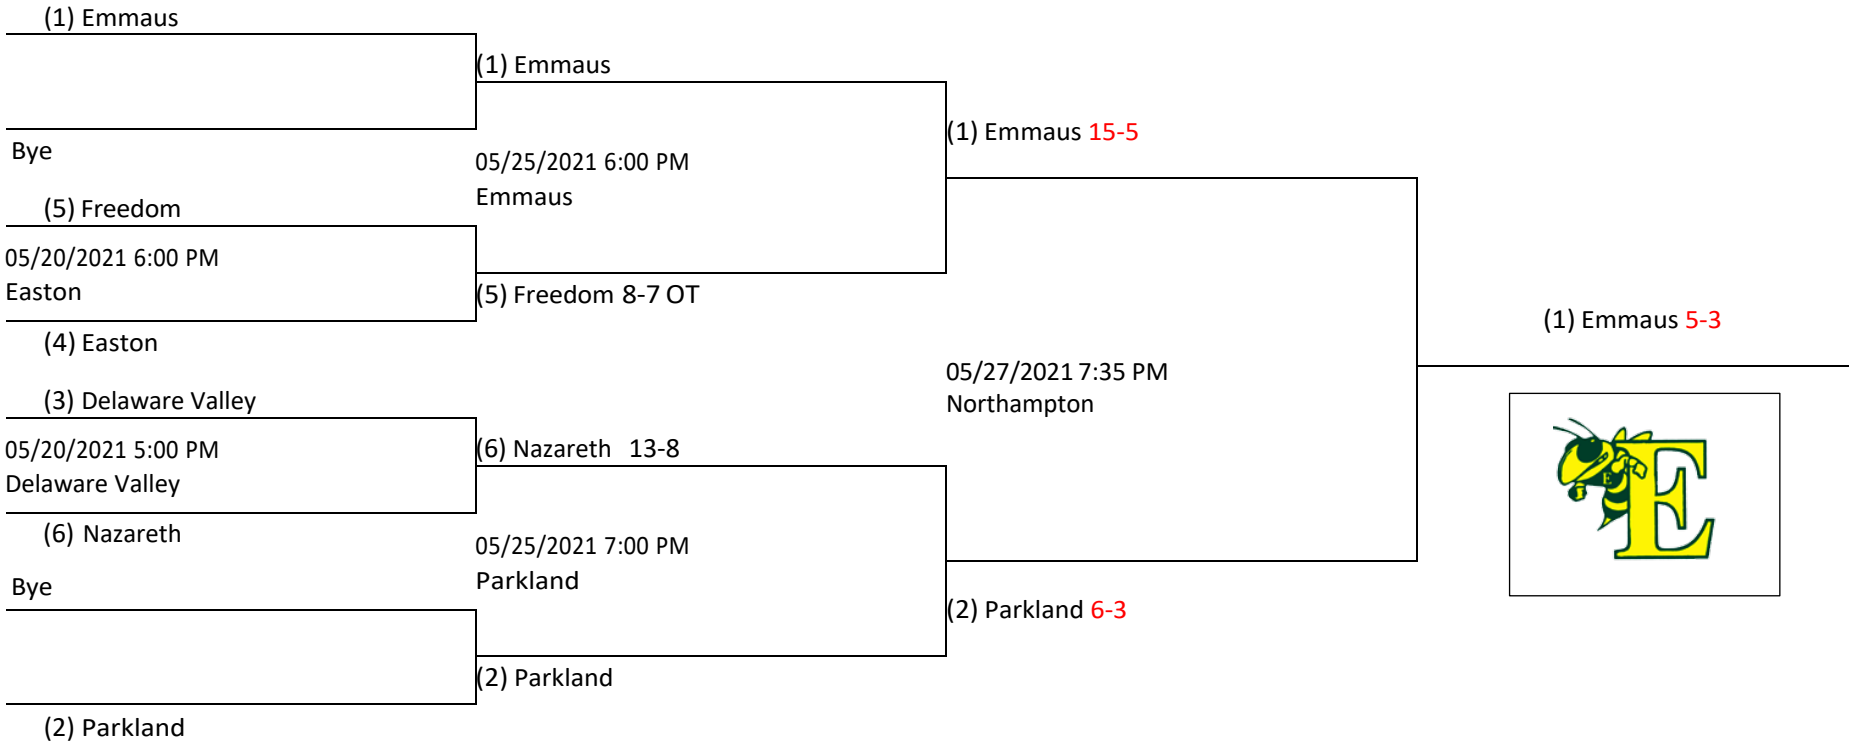 (1) Emmaus
Bye
(5) Freedom
05/20/2021 6:00 PM
Easton
(4) Easton
(3) Delaware Valley
05/20/2021 5:00 PM
Delaware Valley
(6) Nazareth
Bye
(2) Parkland
(1) Emmaus
05/25/2021 6:00 PM
Emmaus
(5) Freedom 8-7 OT
(6) Nazareth 13-8
05/25/2021 7:00 PM
Parkland
(2) Parkland
(1) Emmaus 15-5
05/27/2021 7:35 PM
Northampton
(2) Parkland 6-3
(1) Emmaus 5-3
E
E